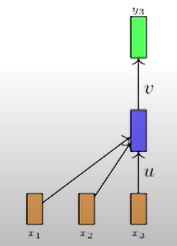 y₃
v
u
x₁ x₂ x₃